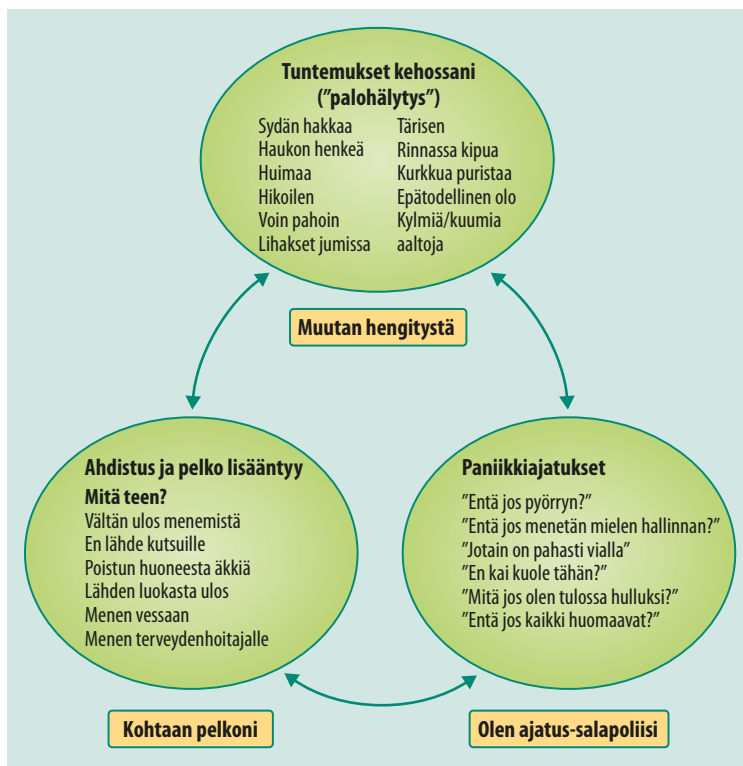 Tuntemukset kehossani
("palohälytys")
Sydän hakkaa
Haukon henkeä
Huimaa
Hikoilen
Voin pahoin
Lihakset jumissa
Tärisen
Rinnassa kipua
Kurkkua puristaa
Epätodellinen olo
Kylmiä/kuumia
aaltoja
Muutan hengitystä
Ahdistus ja pelko lisääntyy
Mitä teen?
Vältän ulos menemistä
En lähde kutsuille
Poistun huoneesta äkkiä
Lähden luokasta ulos
Menen vessaan
Menen terveydenhoitajalle
Paniikkiajatukset
"Entä jos pyörryn?"
"Entä jos menetän mielen hallinnan?"
"Jotain on pahasti vialla"
"En kai kuole tähän?"
"Mitä jos olen tulossa hulluksi?"
"Entä jos kaikki huomaavat?"
Kohtaan pelkoni
Olen ajatus-salapoliisi